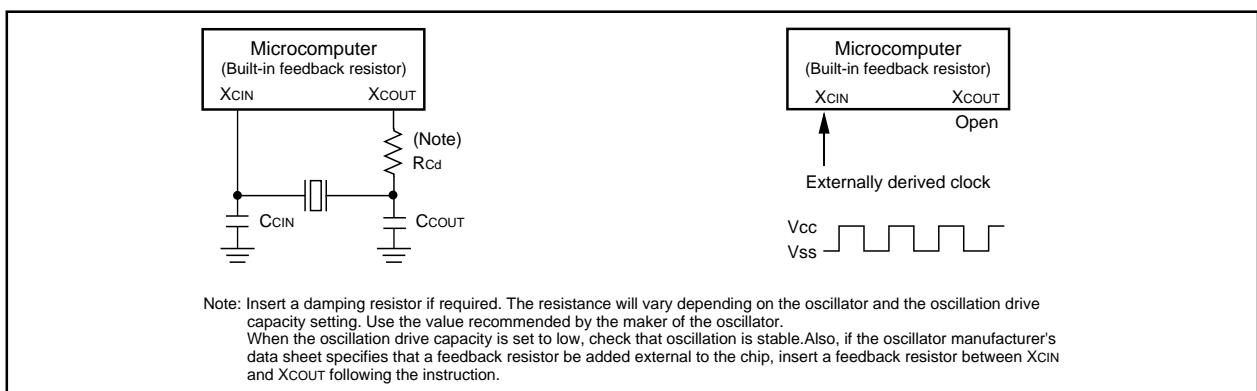 Microcomputer
(Built-in feedback resistor)
XCIN XCOUT
(Note)
RCd
CCIN CCOUT
Microcomputer
(Built-in feedback resistor)
XCIN XCOUT
Open
Externally derived clock
Vcc
Vss
Note: Insert a damping resistor if required. The resistance will vary depending on the oscillator and the oscillation drive
capacity setting. Use the value recommended by the maker of the oscillator.
When the oscillation drive capacity is set to low, check that oscillation is stable.Also, if the oscillator manufacturer's
data sheet specifies that a feedback resistor be added external to the chip, insert a feedback resistor between XCIN
and XCOUT following the instruction.